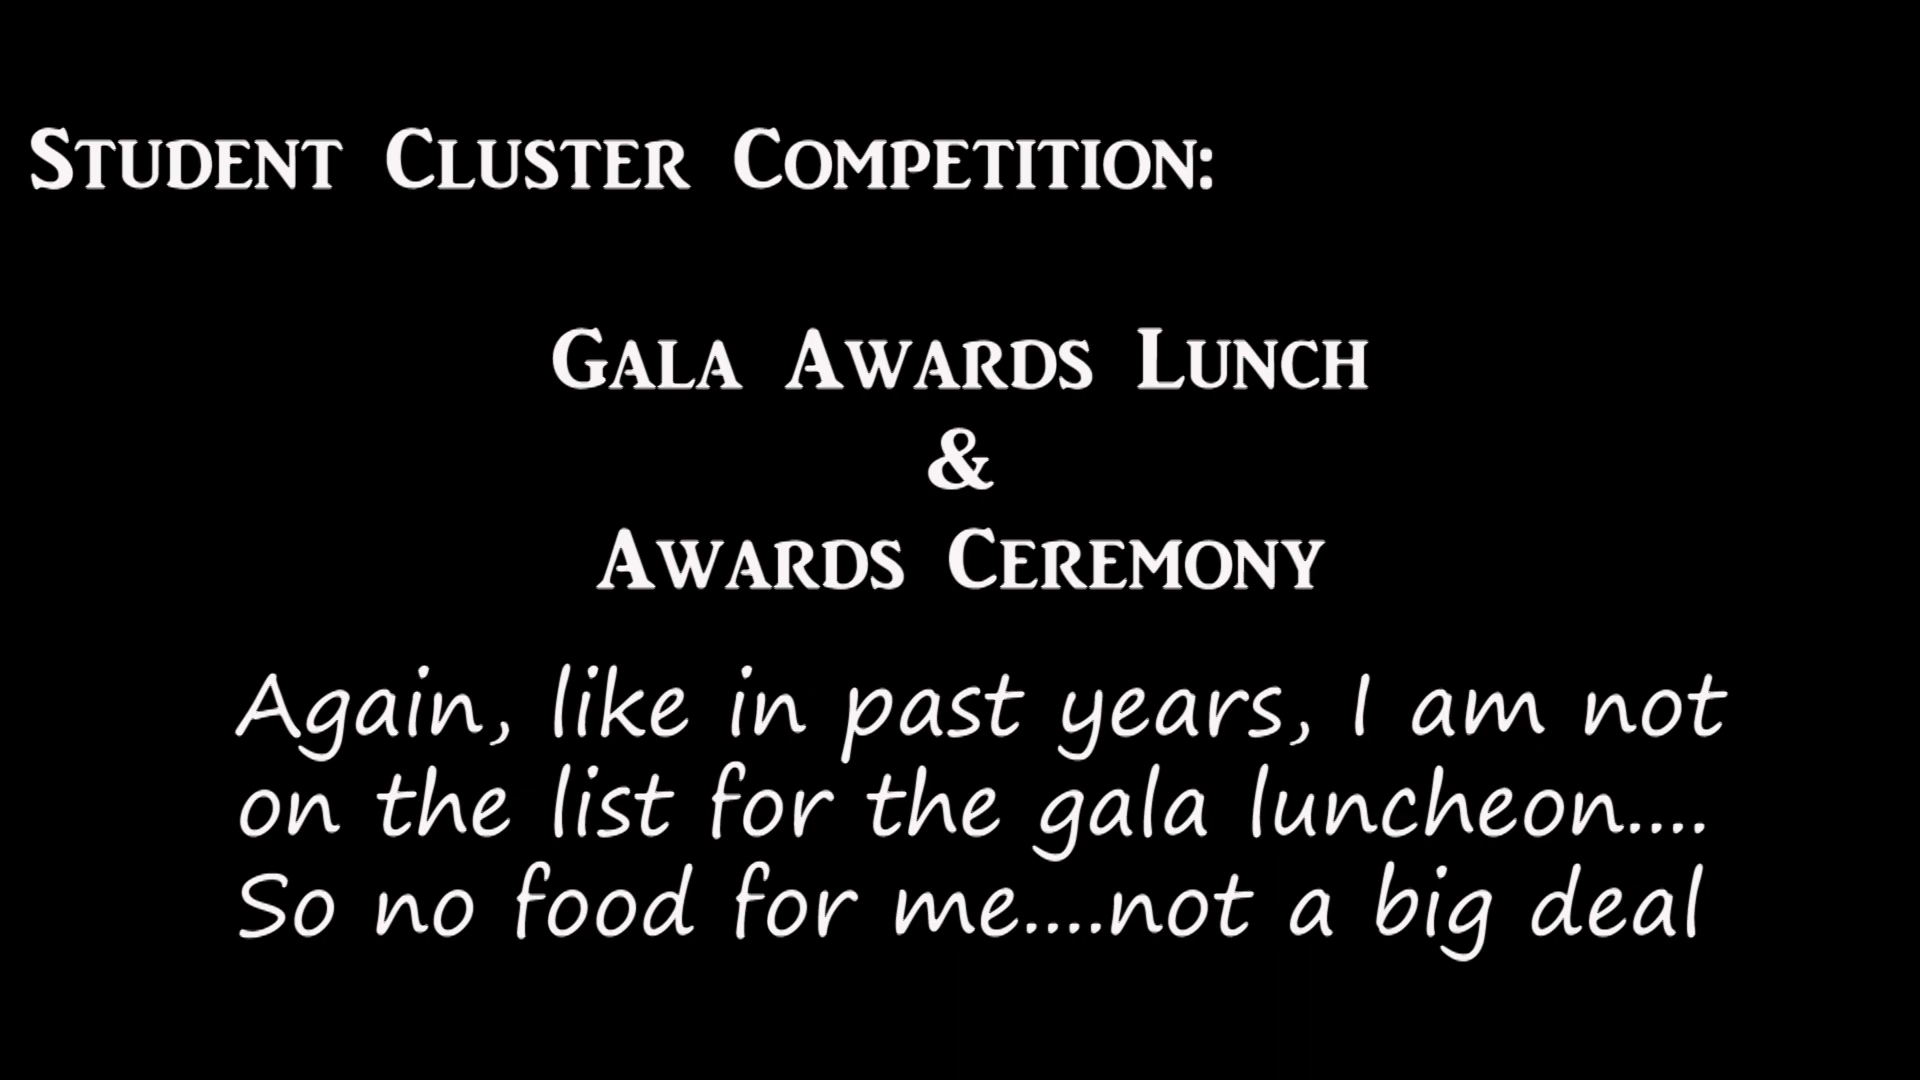 Student Cluster Competition:
Gala Awards Lunch
&
Awards Ceremony
Again, like in past years, I am not
on the list for the gala luncheon....
So no food for me....not a big deal